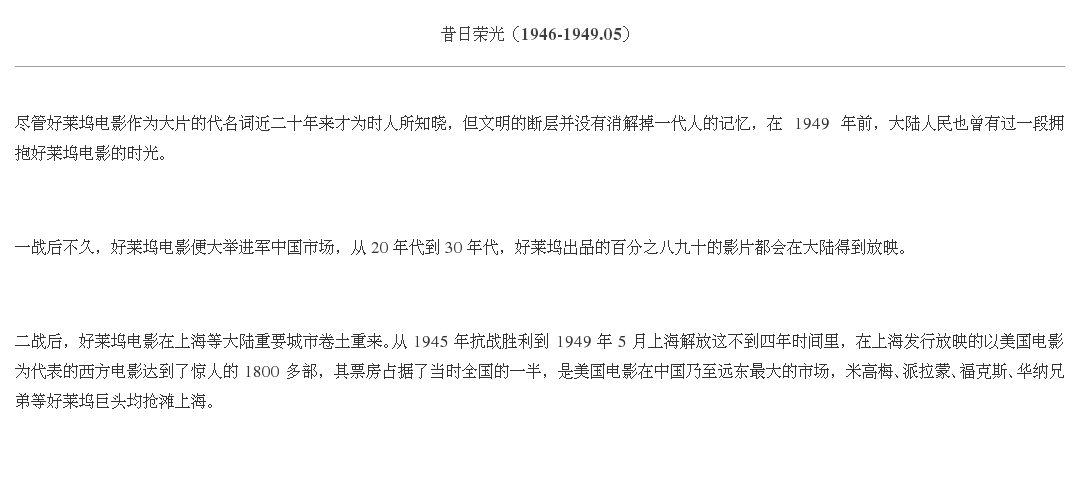 昔日荣光（1946-1949.05）
尽管好莱坞电影作为大片的代名词近二十年来才为时人所知晓，但文明的断层并没有消解掉一代人的记忆，在 1949 年前，大陆人民也曾有过一段拥
抱好莱坞电影的时光。
一战后不久，好莱坞电影便大举进军中国市场，从 20 年代到 30 年代，好莱坞出品的百分之八九十的影片都会在大陆得到放映。
二战后，好莱坞电影在上海等大陆重要城市卷土重来。从 1945 年抗战胜利到 1949 年 5 月上海解放这不到四年时间里，在上海发行放映的以美国电影
为代表的西方电影达到了惊人的 1800 多部，其票房占据了当时全国的一半，是美国电影在中国乃至远东最大的市场，米高梅、派拉蒙、福克斯、华纳兄
弟等好莱坞巨头均抢滩上海。